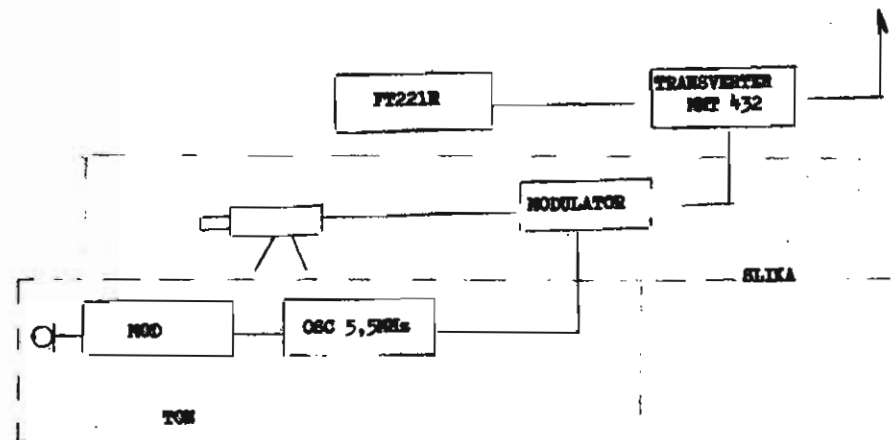 FT221R
TRANSVERTER
MMT 432
MODULATOR
SLIKA
MOD
OSC 5,5MHz
TON